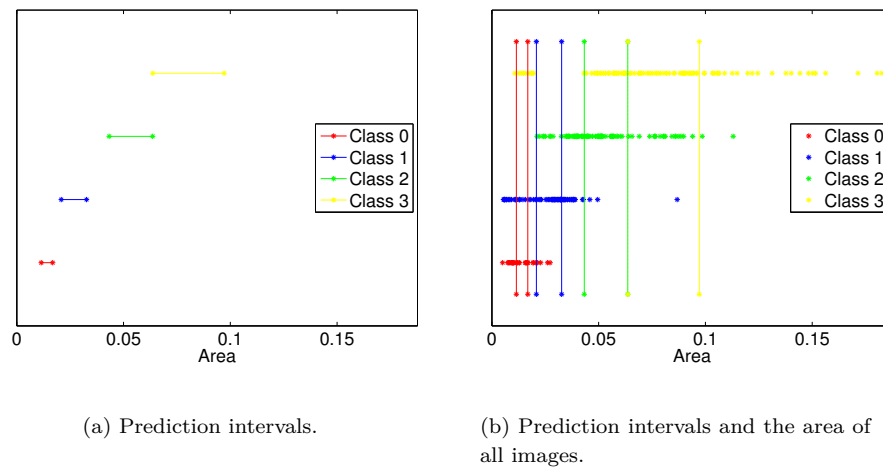 Class 0
Class 1
Class 2
Class 3
0 0.05 0.1 0.15
Area
(a) Prediction intervals.
Class 0
Class 1
Class 2
Class 3
0 0.05 0.1 0.15
Area
(b) Prediction intervals and the area of
all images.